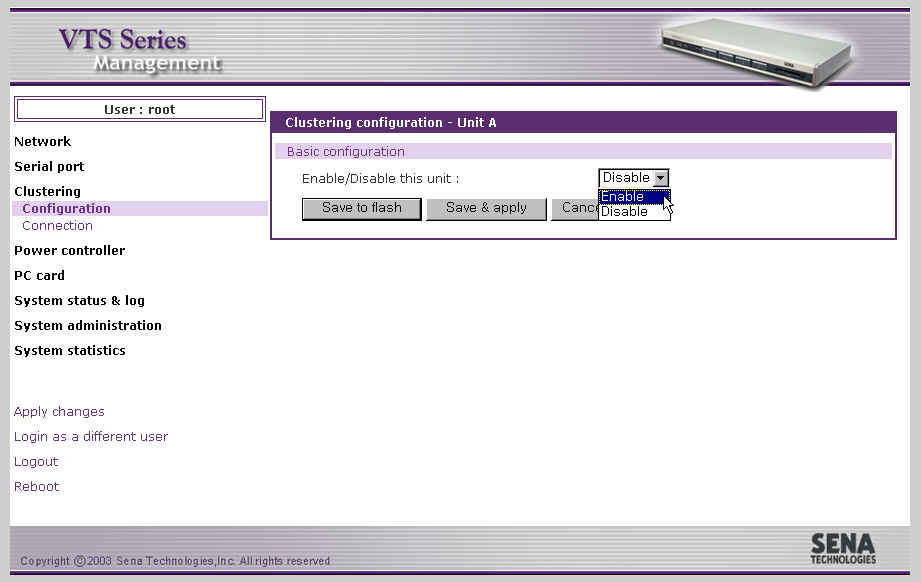 VTS Series
Management
SENA
User : root
Network
Serial port
Clustering
Configuration
Connection
Power controller
PC card
System status & log
System administration
System statistics
Apply changes
Login as a different user
Logout
Reboot
Clustering configuration - Unit A
Basic configuration
Enable/Disable this unit : Disable
Enable
Disable
Save to flash Save & apply Canc
Copyright ©2003 Sena Technologies,Inc. All rights reserved
SENA
TECHNOLOGIES